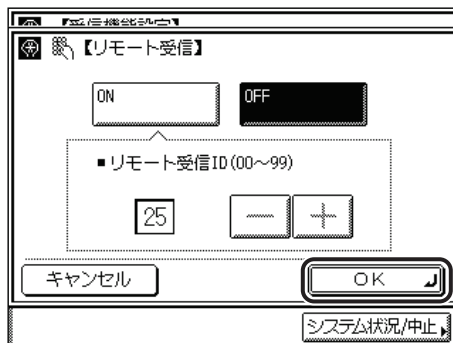 【受信機能設定】
【リモート受信】
ON
OFF
■リモート受信ID(00～99)
25
キャンセル
OK
システム状況/中止